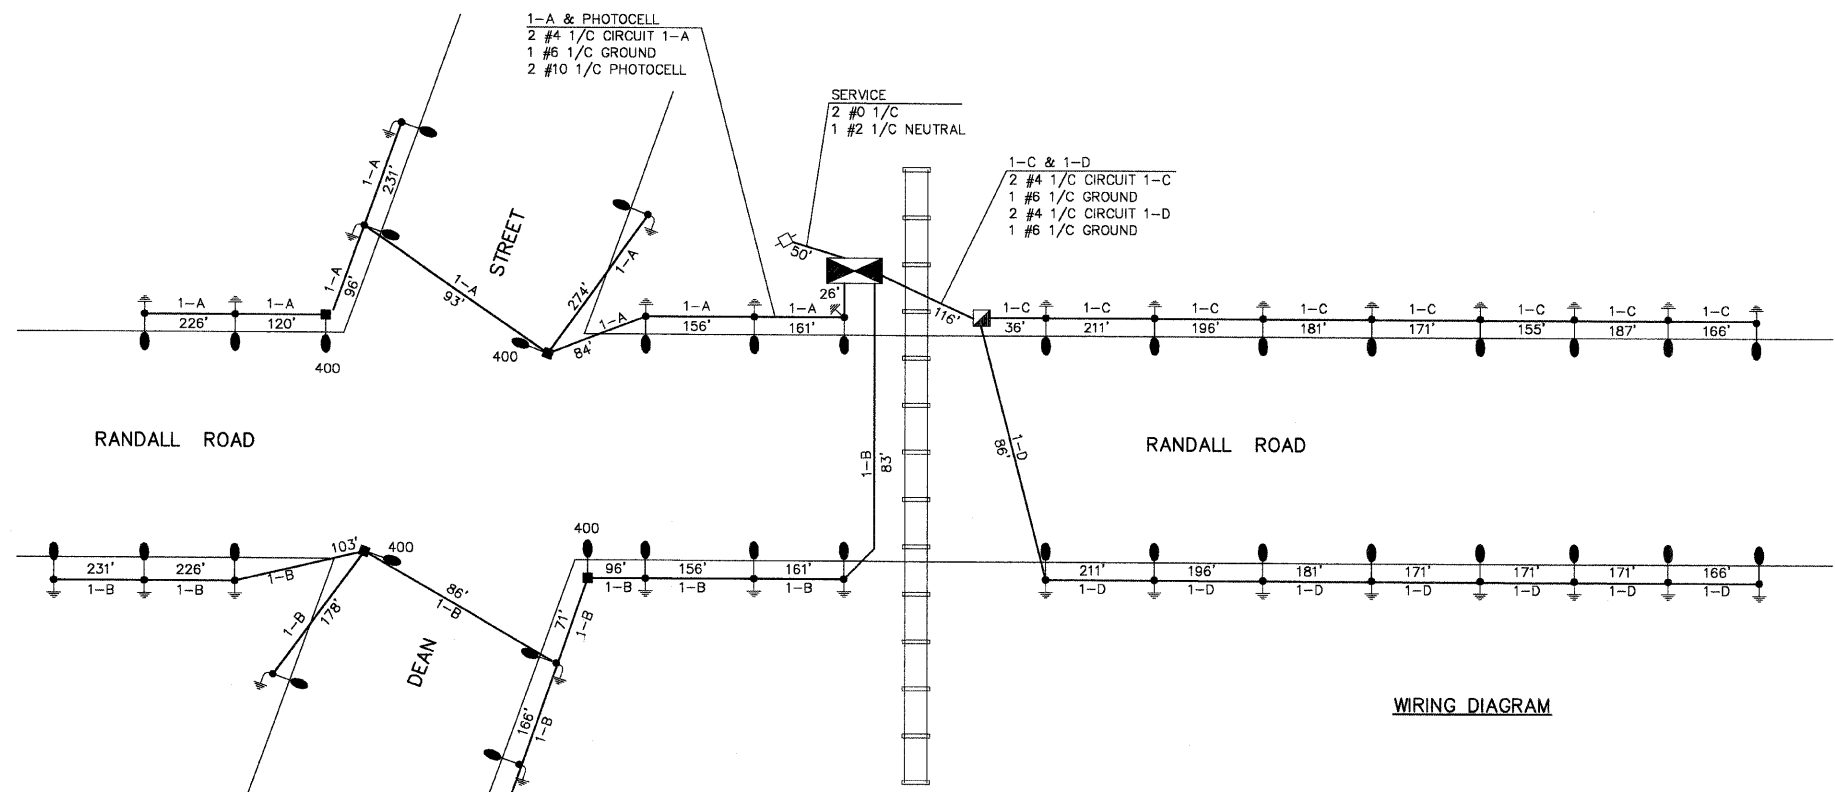 1-A & PHOTOCELL
2 #4 1/C CIRCUIT 1-A
1 #6 1/C GROUND
2 #10 1/C PHOTOCELL
SERVICE
2 #0 1/C
1 #2 1/C NEUTRAL
1-C & 1-D
2 #4 1/C CIRCUIT 1-C
1 #6 1/C GROUND
2 #4 1/C CIRCUIT 1-D
1 #6 1/C GROUND
1-A
231'
1-A
96'
STREET
1-A
93'
274'
1-A
50'
26'
116'
1-A 1-A
226' 120'
400
400
1-A
84'
1-A 1-A
156' 161'
1-C 1-C 1-C 1-C 1-C 1-C 1-C 1-C
36' 211' 196' 181' 171' 155' 187' 166'
RANDALL ROAD
RANDALL ROAD
1-B
83'
1-D
86'
231' 226'
1-B 1-B
103'
1-B
400
1-B
178'
86'
1-B
DEAN
400
96' 156' 161'
1-B 1-B 1-B
71'
1-B
166'
1-B
211' 196' 181' 171' 171' 171' 166'
1-D 1-D 1-D 1-D 1-D 1-D 1-D
WIRING DIAGRAM